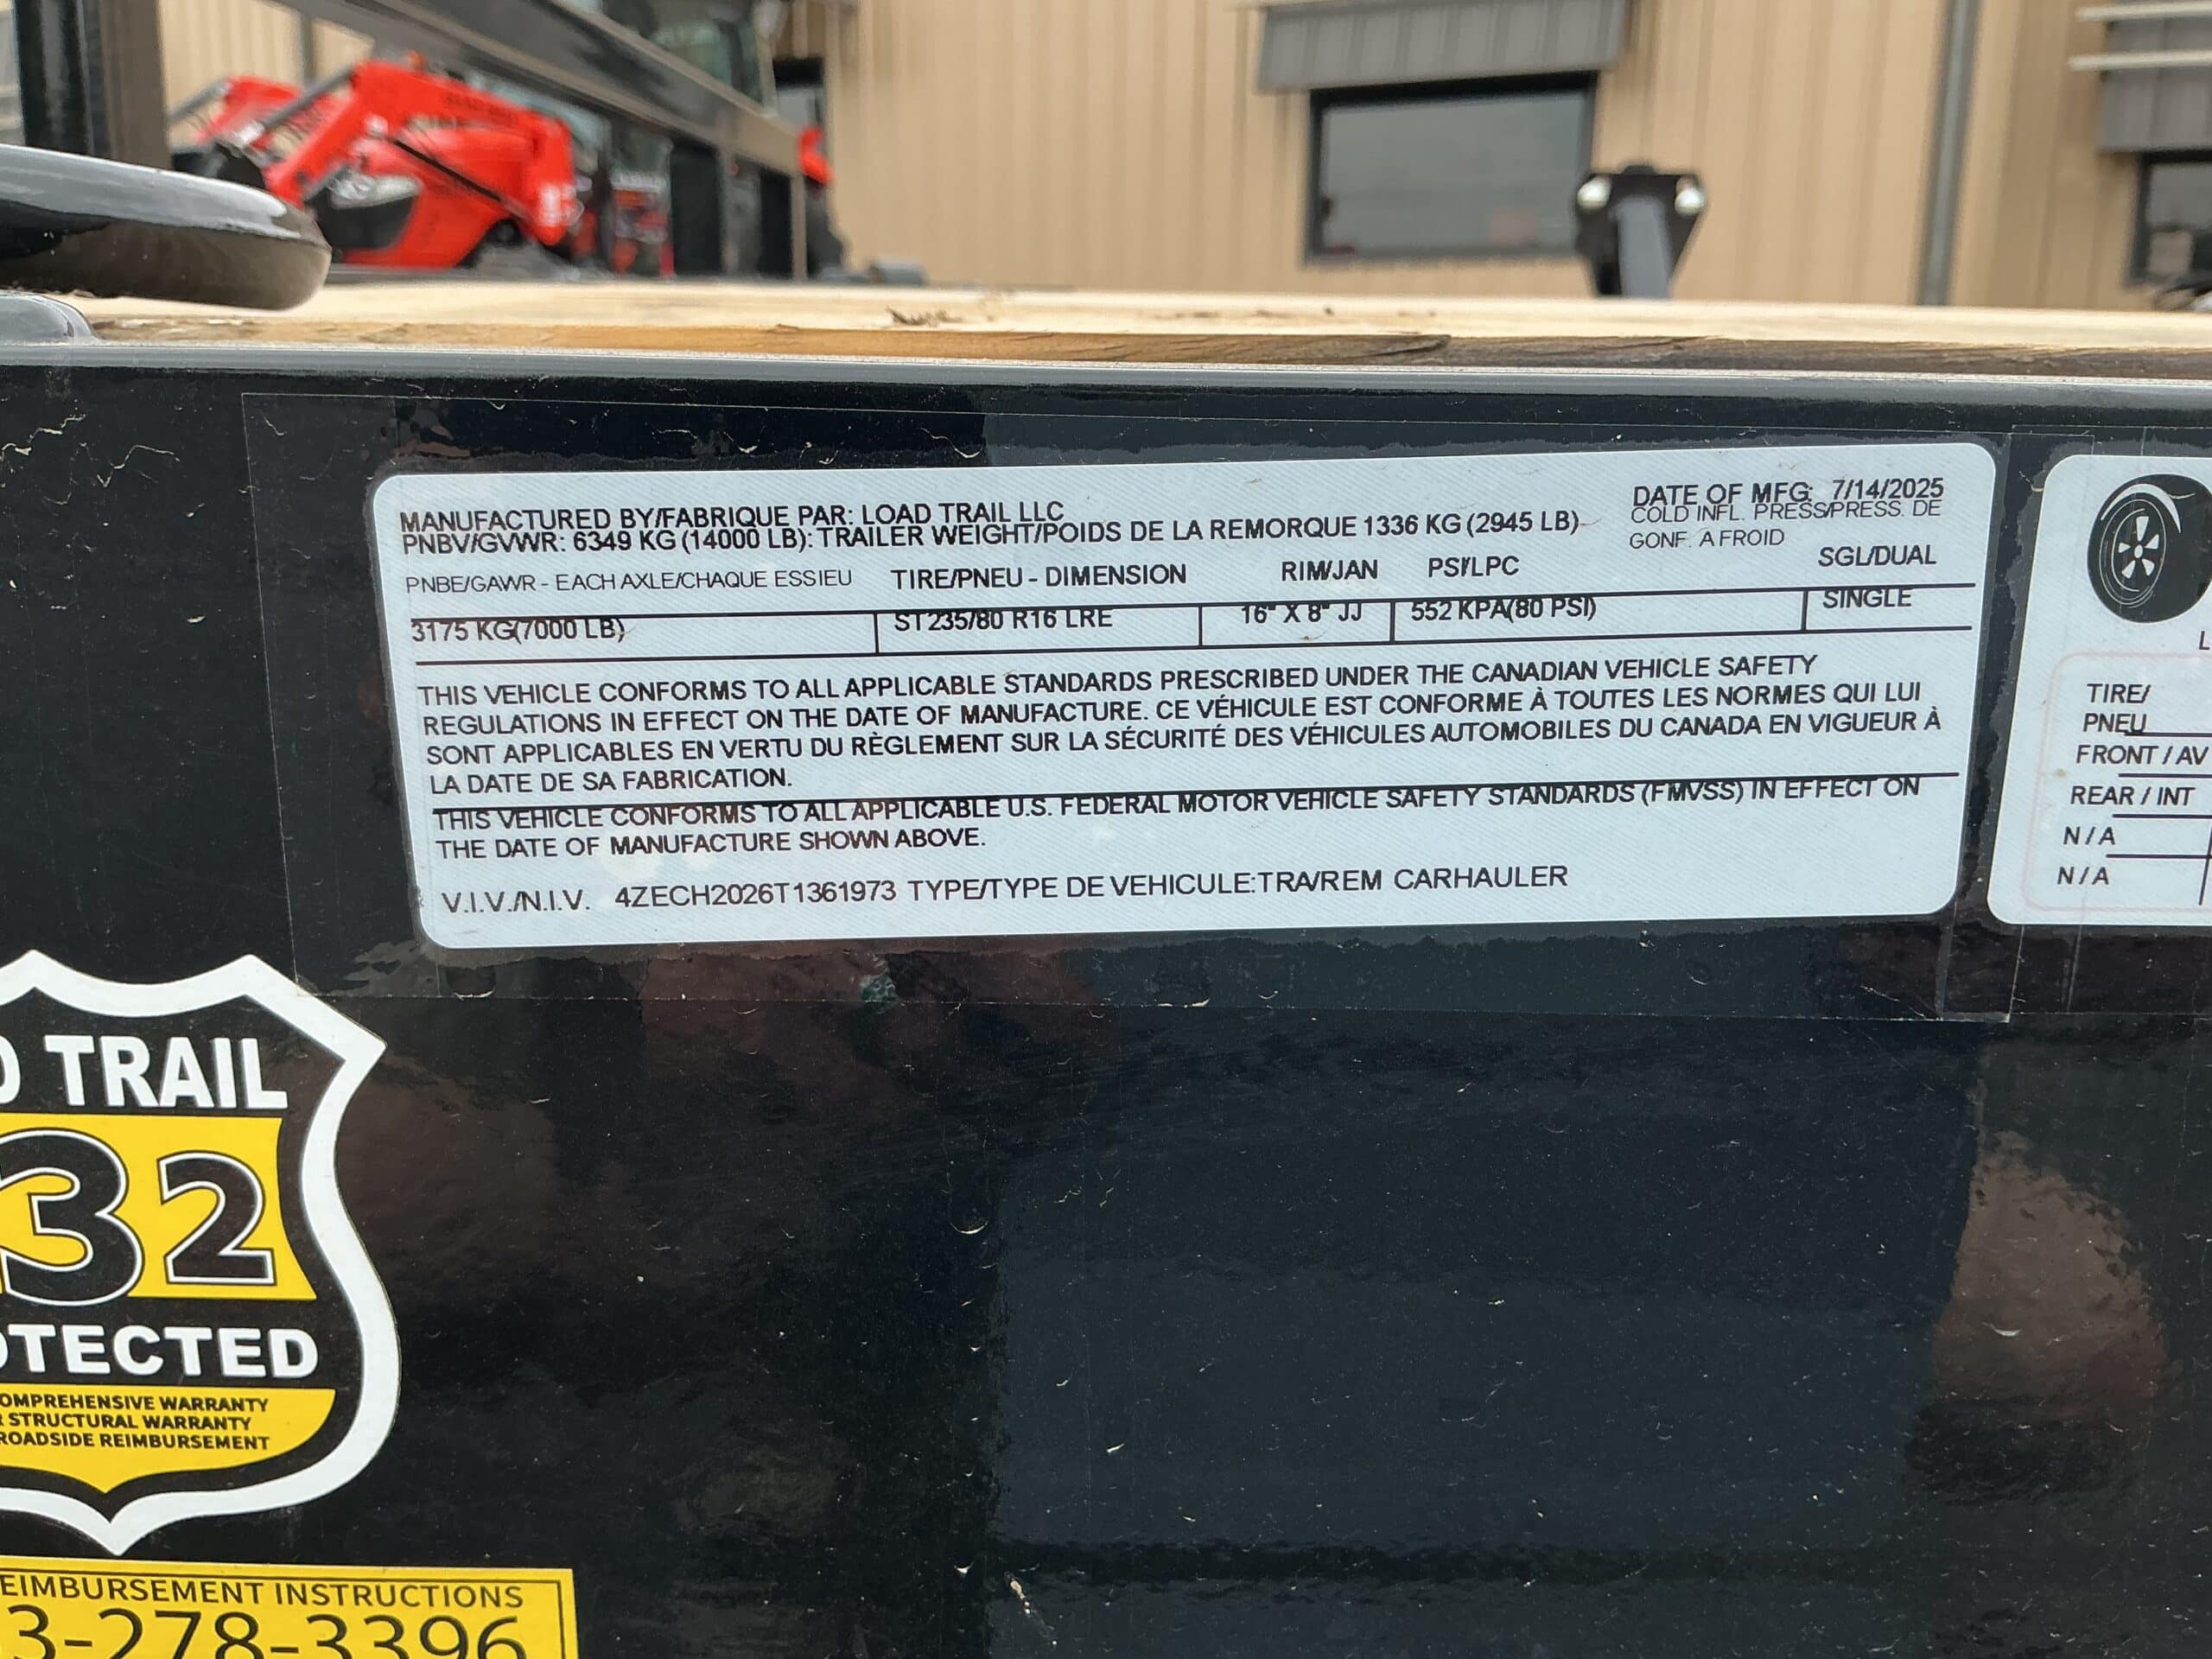 MANUFACTURED BY/FABRIQUE PAR: LOAD TRAIL LLC
DATE OF MFG: 7/14/2025
PNBV/GVWR: 6349 KG (14000 LB): TRAILER WEIGHT/POIDS DE LA REMORQUE 1336 KG (2945 LB)
COLD INFL. PRESS/PRESS. DE
GONF. A FROID
PNBE/GAWR - EACH AXLE/CHAQUE ESSIEU TIRE/PNEU - DIMENSION RIM/JAN PSI/LPC SGL/DUAL
3175 KG(7000 LB) ST235/80 R16 LRE 16" X 8" JJ 552 KPA(80 PSI) SINGLE
THIS VEHICLE CONFORMS TO ALL APPLICABLE STANDARDS PRESCRIBED UNDER THE CANADIAN VEHICLE SAFETY
REGULATIONS IN EFFECT ON THE DATE OF MANUFACTURE. CE VÉHICULE EST CONFORME À TOUTES LES NORMES QUI LUI
SONT APPLICABLES EN VERTU DU RÈGLEMENT SUR LA SÉCURITÉ DES VÉHICULES AUTOMOBILES DU CANADA EN VIGUEUR À
LA DATE DE SA FABRICATION.
THIS VEHICLE CONFORMS TO ALL APPLICABLE U.S. FEDERAL MOTOR VEHICLE SAFETY STANDARDS (FMVSS) IN EFFECT ON
THE DATE OF MANUFACTURE SHOWN ABOVE.
V.I.V./N.I.V. 4ZECH2026T1361973 TYPE/TYPE DE VEHICULE:TRA/REM CARHAULER
L
TIRE/
PNEU
FRONT / AV
REAR / INT
N / A
N / A
D TRAIL
32
OTECTED
OMPREHENSIVE WARRANTY
R STRUCTURAL WARRANTY
ROADSIDE REIMBURSEMENT
EIMBURSEMENT INSTRUCTIONS
3-278-3396